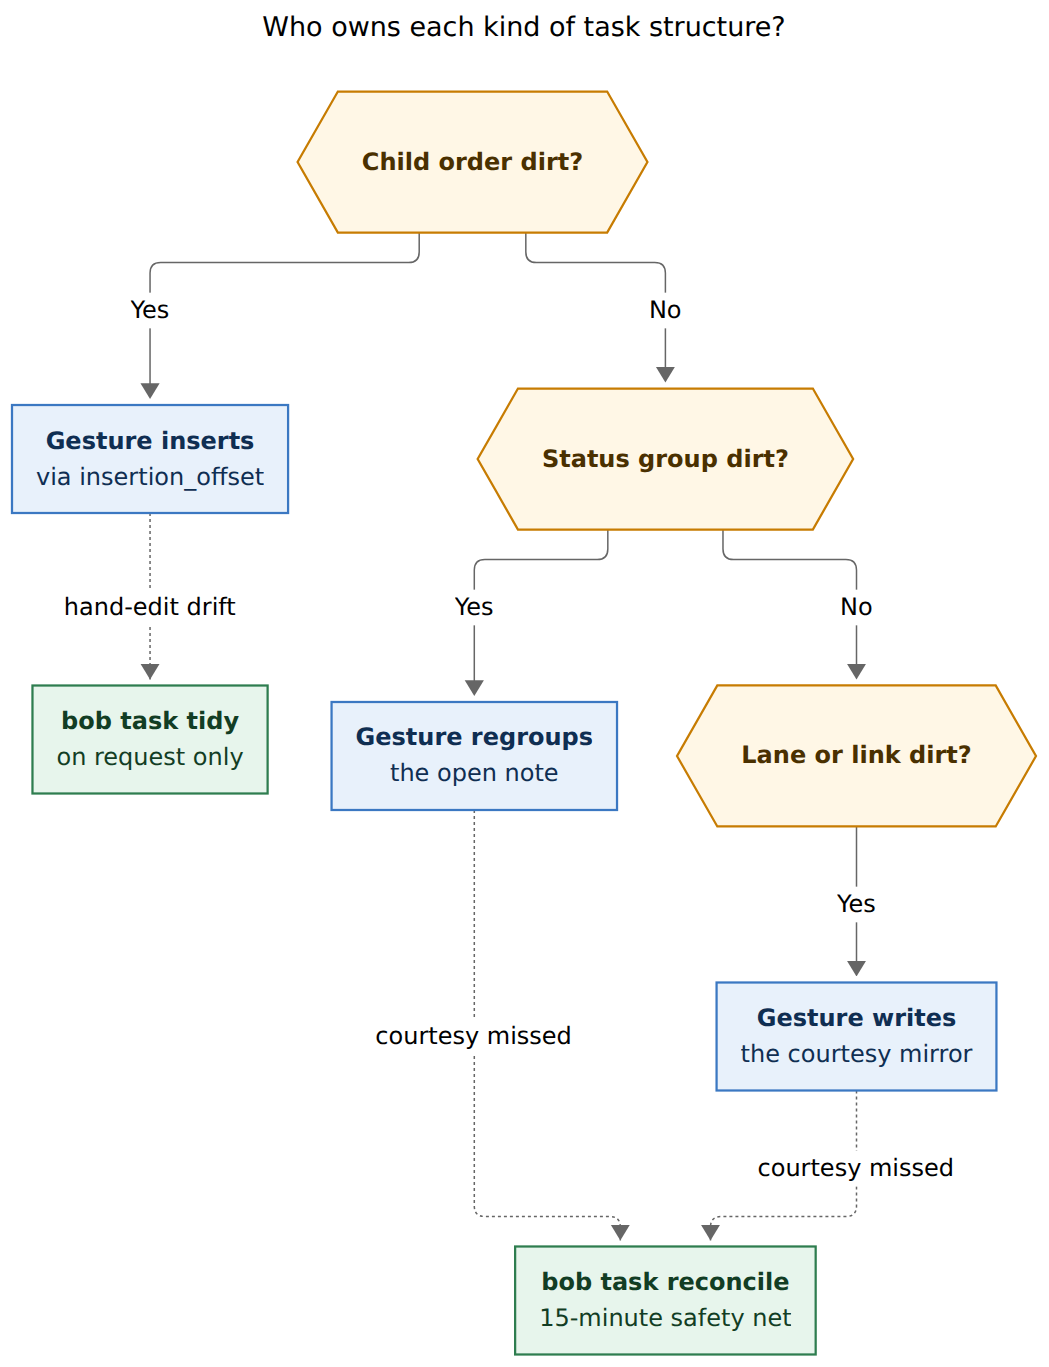 Who owns each kind of task structure?
Child order dirt?
Yes
No
Gesture inserts
via insertion_offset
Status group dirt?
hand-edit drift
Yes
No
bob task tidy
on request only
Gesture regroups
the open note
Lane or link dirt?
Yes
courtesy missed
Gesture writes
the courtesy mirror
courtesy missed
bob task reconcile
15-minute safety net